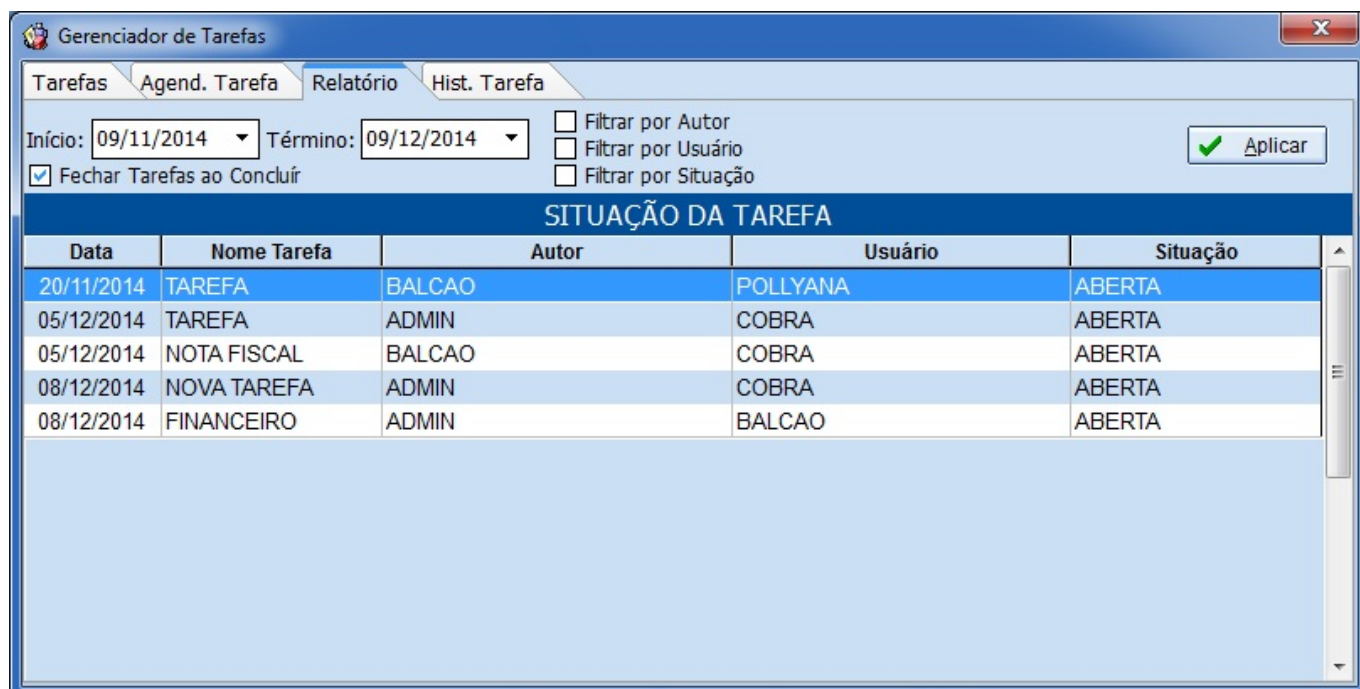 Gerenciador de Tarefas
Tarefas Agend. Tarefa Relatório Hist. Tarefa
Início: 09/11/2014 Término: 09/12/2014
Filtrar por Autor
Filtrar por Usuário
Filtrar por Situação
Fechar Tarefas ao Concluír
Aplicar
SITUAÇÃO DA TAREFA
Data Nome Tarefa Autor Usuário Situação
20/11/2014 TAREFA BALCAO POLLYANA ABERTA
05/12/2014 TAREFA ADMIN COBRA ABERTA
05/12/2014 NOTA FISCAL BALCAO COBRA ABERTA
08/12/2014 NOVA TAREFA ADMIN COBRA ABERTA
08/12/2014 FINANCEIRO ADMIN BALCAO ABERTA